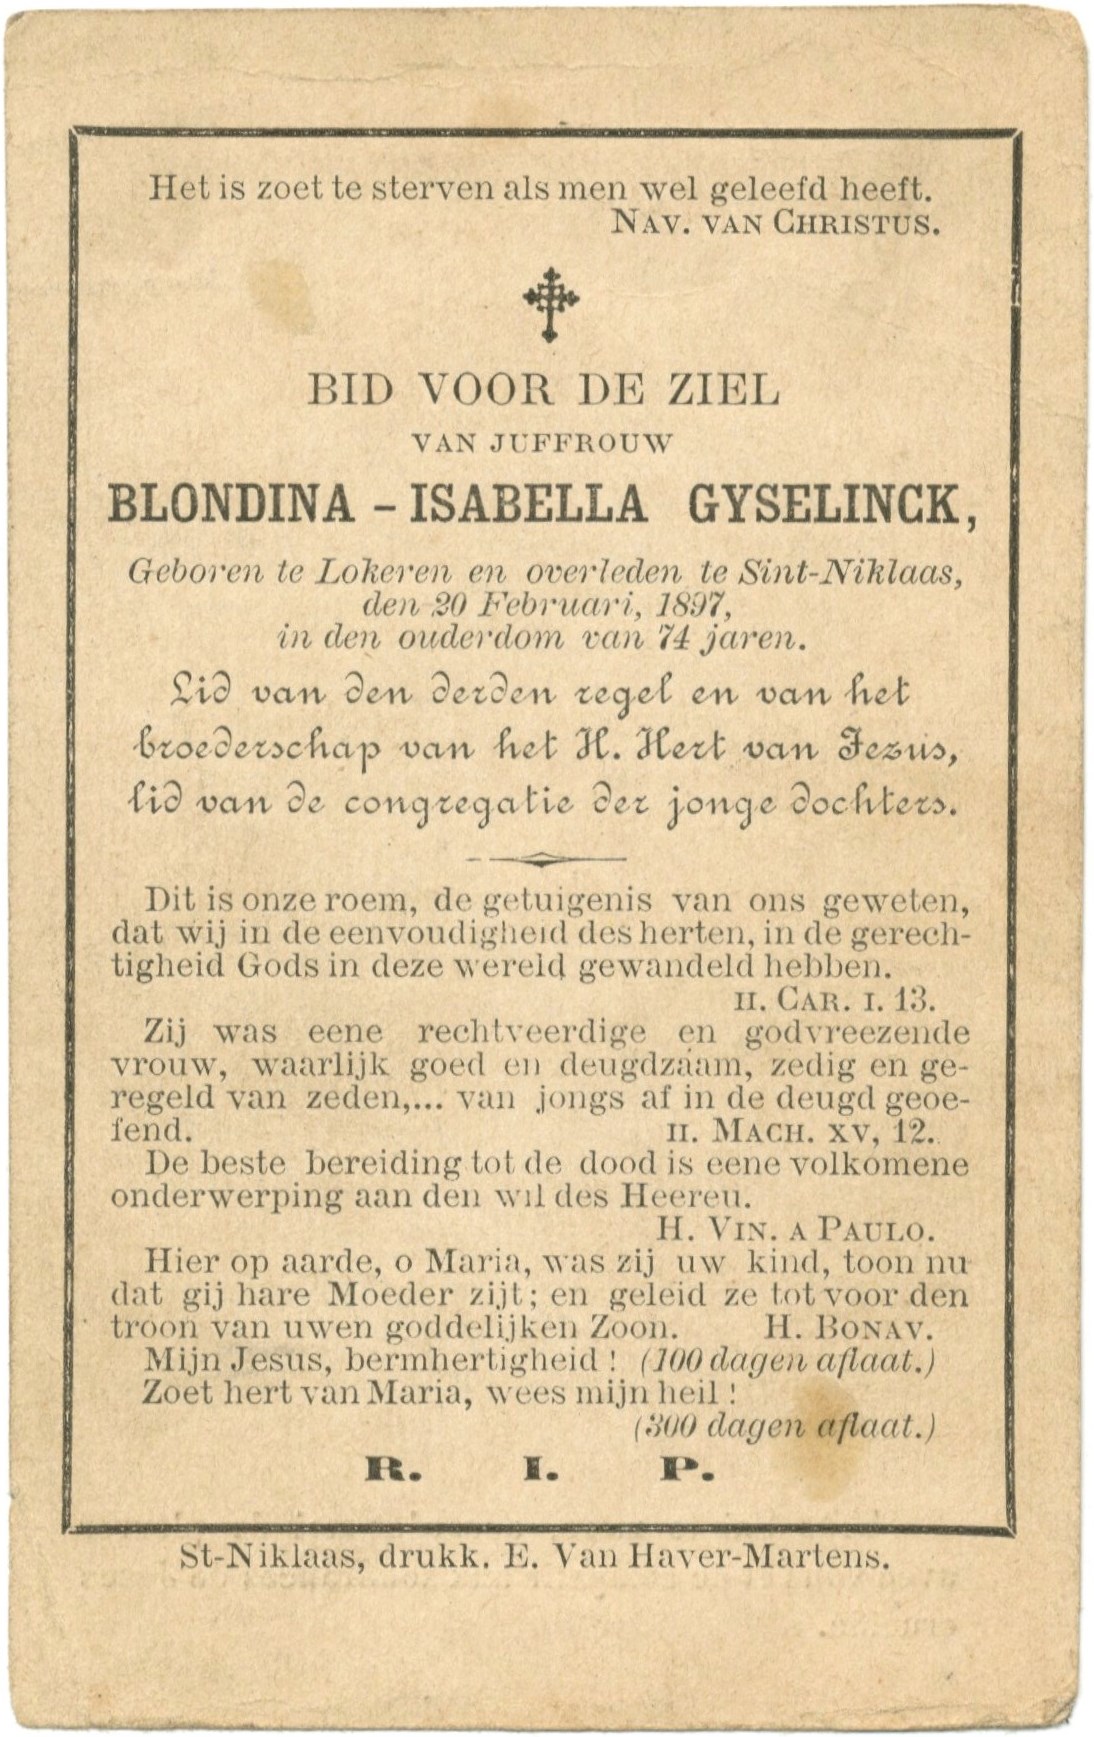 Het is zoet te sterven als men wel geleefd heeft.
NAV. VAN CHRISTUS.
BID VOOR DE ZIEL
VAN JUFFROUW
BLONDINA - ISABELLA GYSELINCK,
Geboren te Lokeren en overleden te Sint-Niklaas,
den 20 Februari, 1897,
in den ouderdom van 74 jaren.
Lid van den derden regel en van het
broederschap van het H. Hert van Jezus,
lid van de congregatie der jonge dochters.
Dit is onze roem, de getuigenis van ons geweten,
dat wij in de eenvoudigheid des herten, in de gerech-
tigheid Gods in deze wereld gewandeld hebben.
II. CAR. I. 13.
Zij was eene rechtveerdige en godvreezende
vrouw, waarlijk goed en deugdzaam, zedig en ge-
regeld van zeden,... van jongs af in de deugd geoe-
fend. II. MACH. XV, 12.
De beste bereiding tot de dood is eene volkomene
onderwerping aan den wil des Heeren.
H. VIN. A PAULO.
Hier op aarde, o Maria, was zij uw kind, toon nu
dat gij hare Moeder zijt; en geleid ze tot voor den
troon van uwen goddelijken Zoon. H. BONAV.
Mijn Jesus, bermhertigheid ! (100 dagen aflaat.)
Zoet hert van Maria, wees mijn heil !
(300 dagen aflaat.)
R. I. P.
St-Niklaas, drukk. E. Van Haver-Martens.